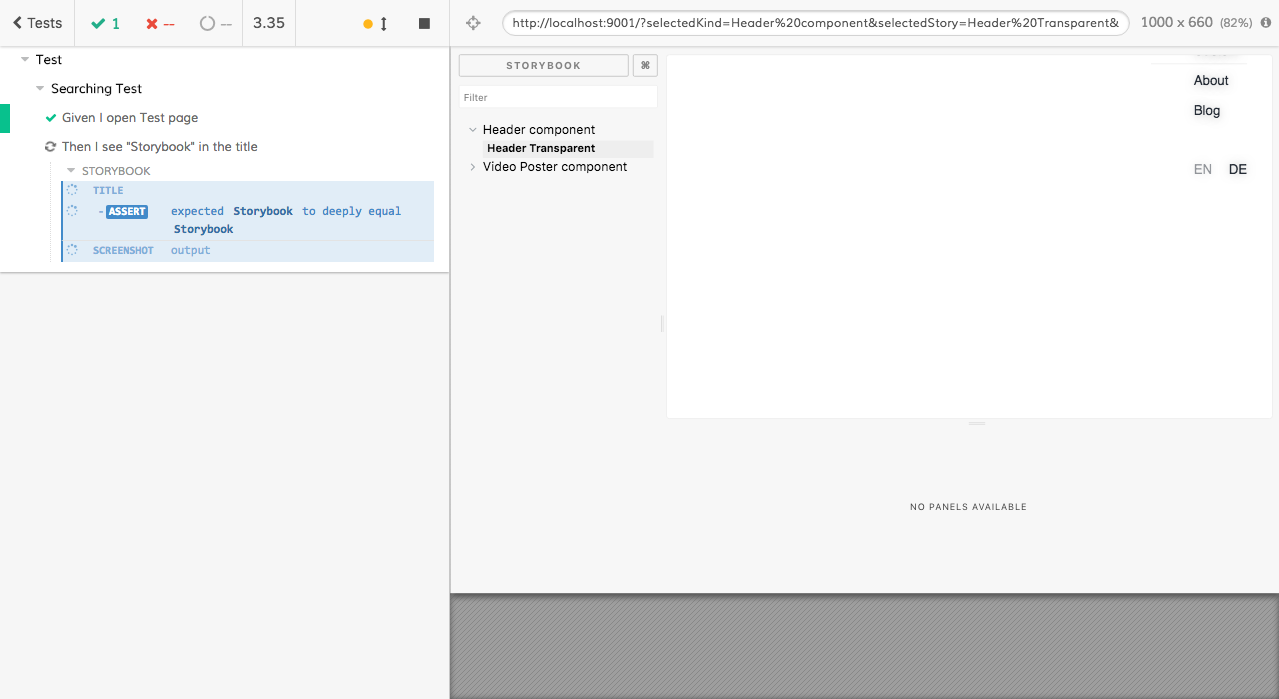 Tests 1 -- -- 3.35
http://localhost:9001/?selectedKind=Header%20component&selectedStory=Header%20Transparent&
1000 x 660 (82%)
Test
Searching Test
Given I open Test page
Then I see "Storybook" in the title
STORYBOOK
TITLE
- ASSERT expected Storybook to deeply equal
Storybook
SCREENSHOT output
STORYBOOK ⌘
Filter
Header component
Header Transparent
Video Poster component
About
Blog
EN DE
NO PANELS AVAILABLE